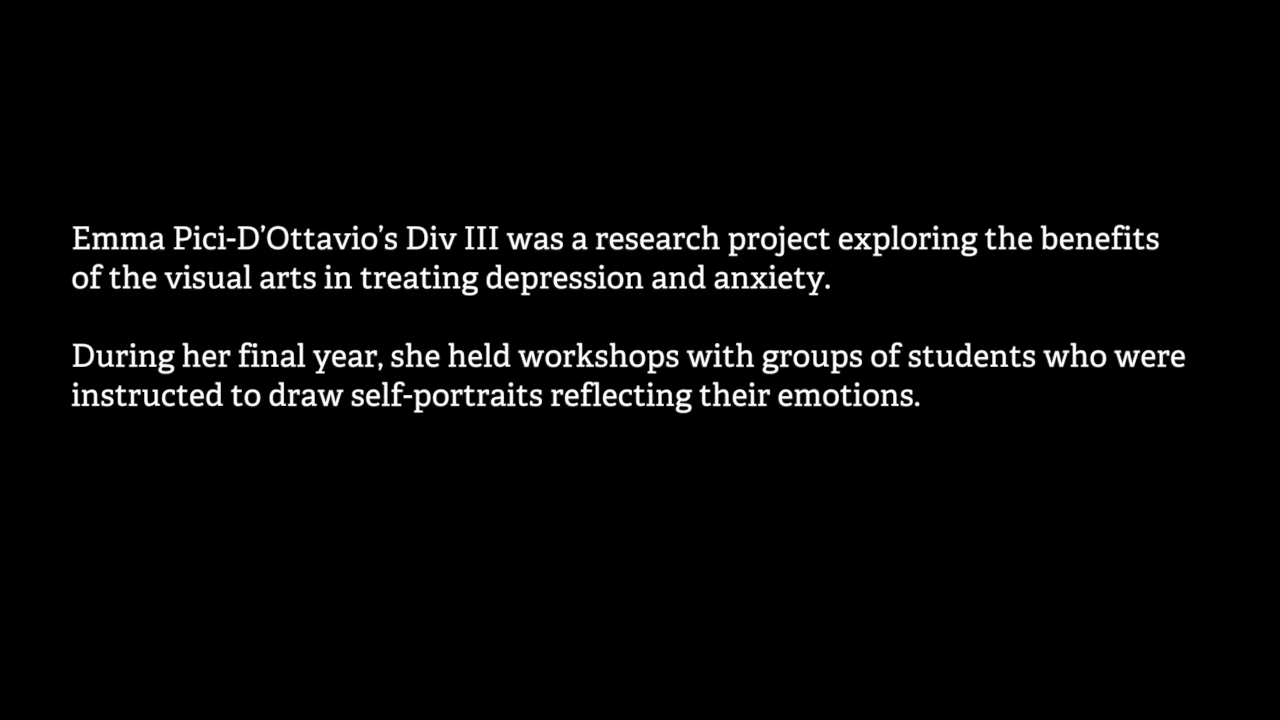 Emma Pici-D’Ottavio’s Div III was a research project exploring the benefits
of the visual arts in treating depression and anxiety.
During her final year, she held workshops with groups of students who were
instructed to draw self-portraits reflecting their emotions.